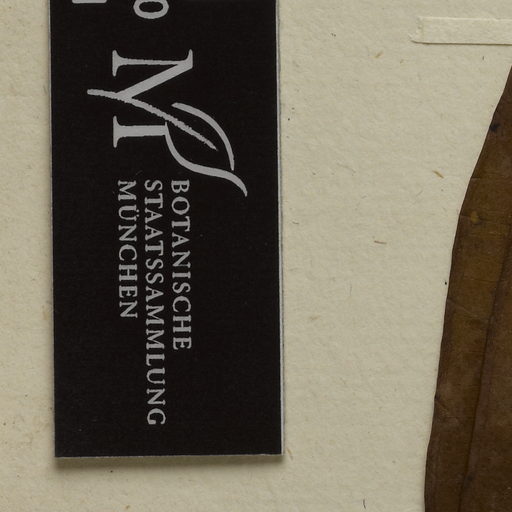 M
BOTANISCHE
STAATSSAMMLUNG
MÜNCHEN